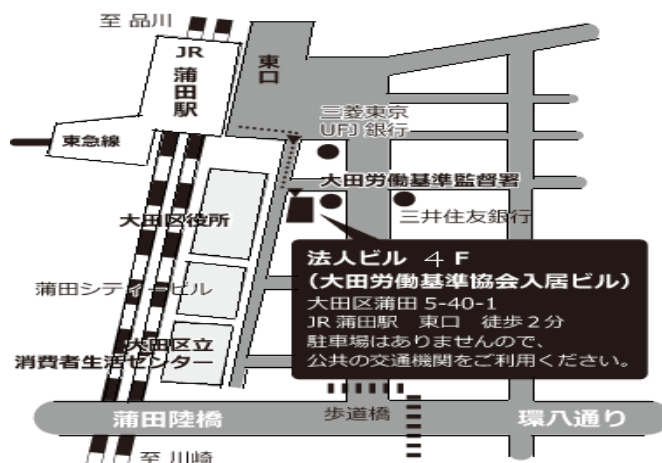 至 品川
JR
蒲
田
駅
東
口
東急線
三菱東京
UFJ 銀行
大田労働基準監督署
三井住友銀行
大田区役所
法人ビル 4 F
(大田労働基準協会入居ビル)
大田区蒲田 5-40-1
JR 蒲田駅 東口 徒歩2分
駐車場はありませんので、
公共の交通機関をご利用ください。
蒲田シティービル
大田区立
消費者生活センター
蒲田陸橋
歩道橋
環八通り
至 川崎